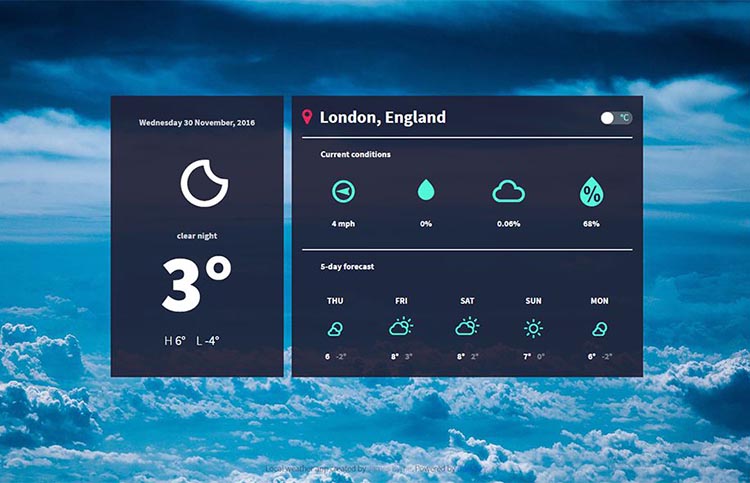 Wednesday 30 November, 2016
clear night
3°
H 6° L -4°
London, England
°C
Current conditions
4 mph 0% 0.06% 68%
%
5-day forecast
THU FRI SAT SUN MON
6 -2° 8° 3° 8° 2° 7° 0° 6° -2°
Local weather app created by
Powered by